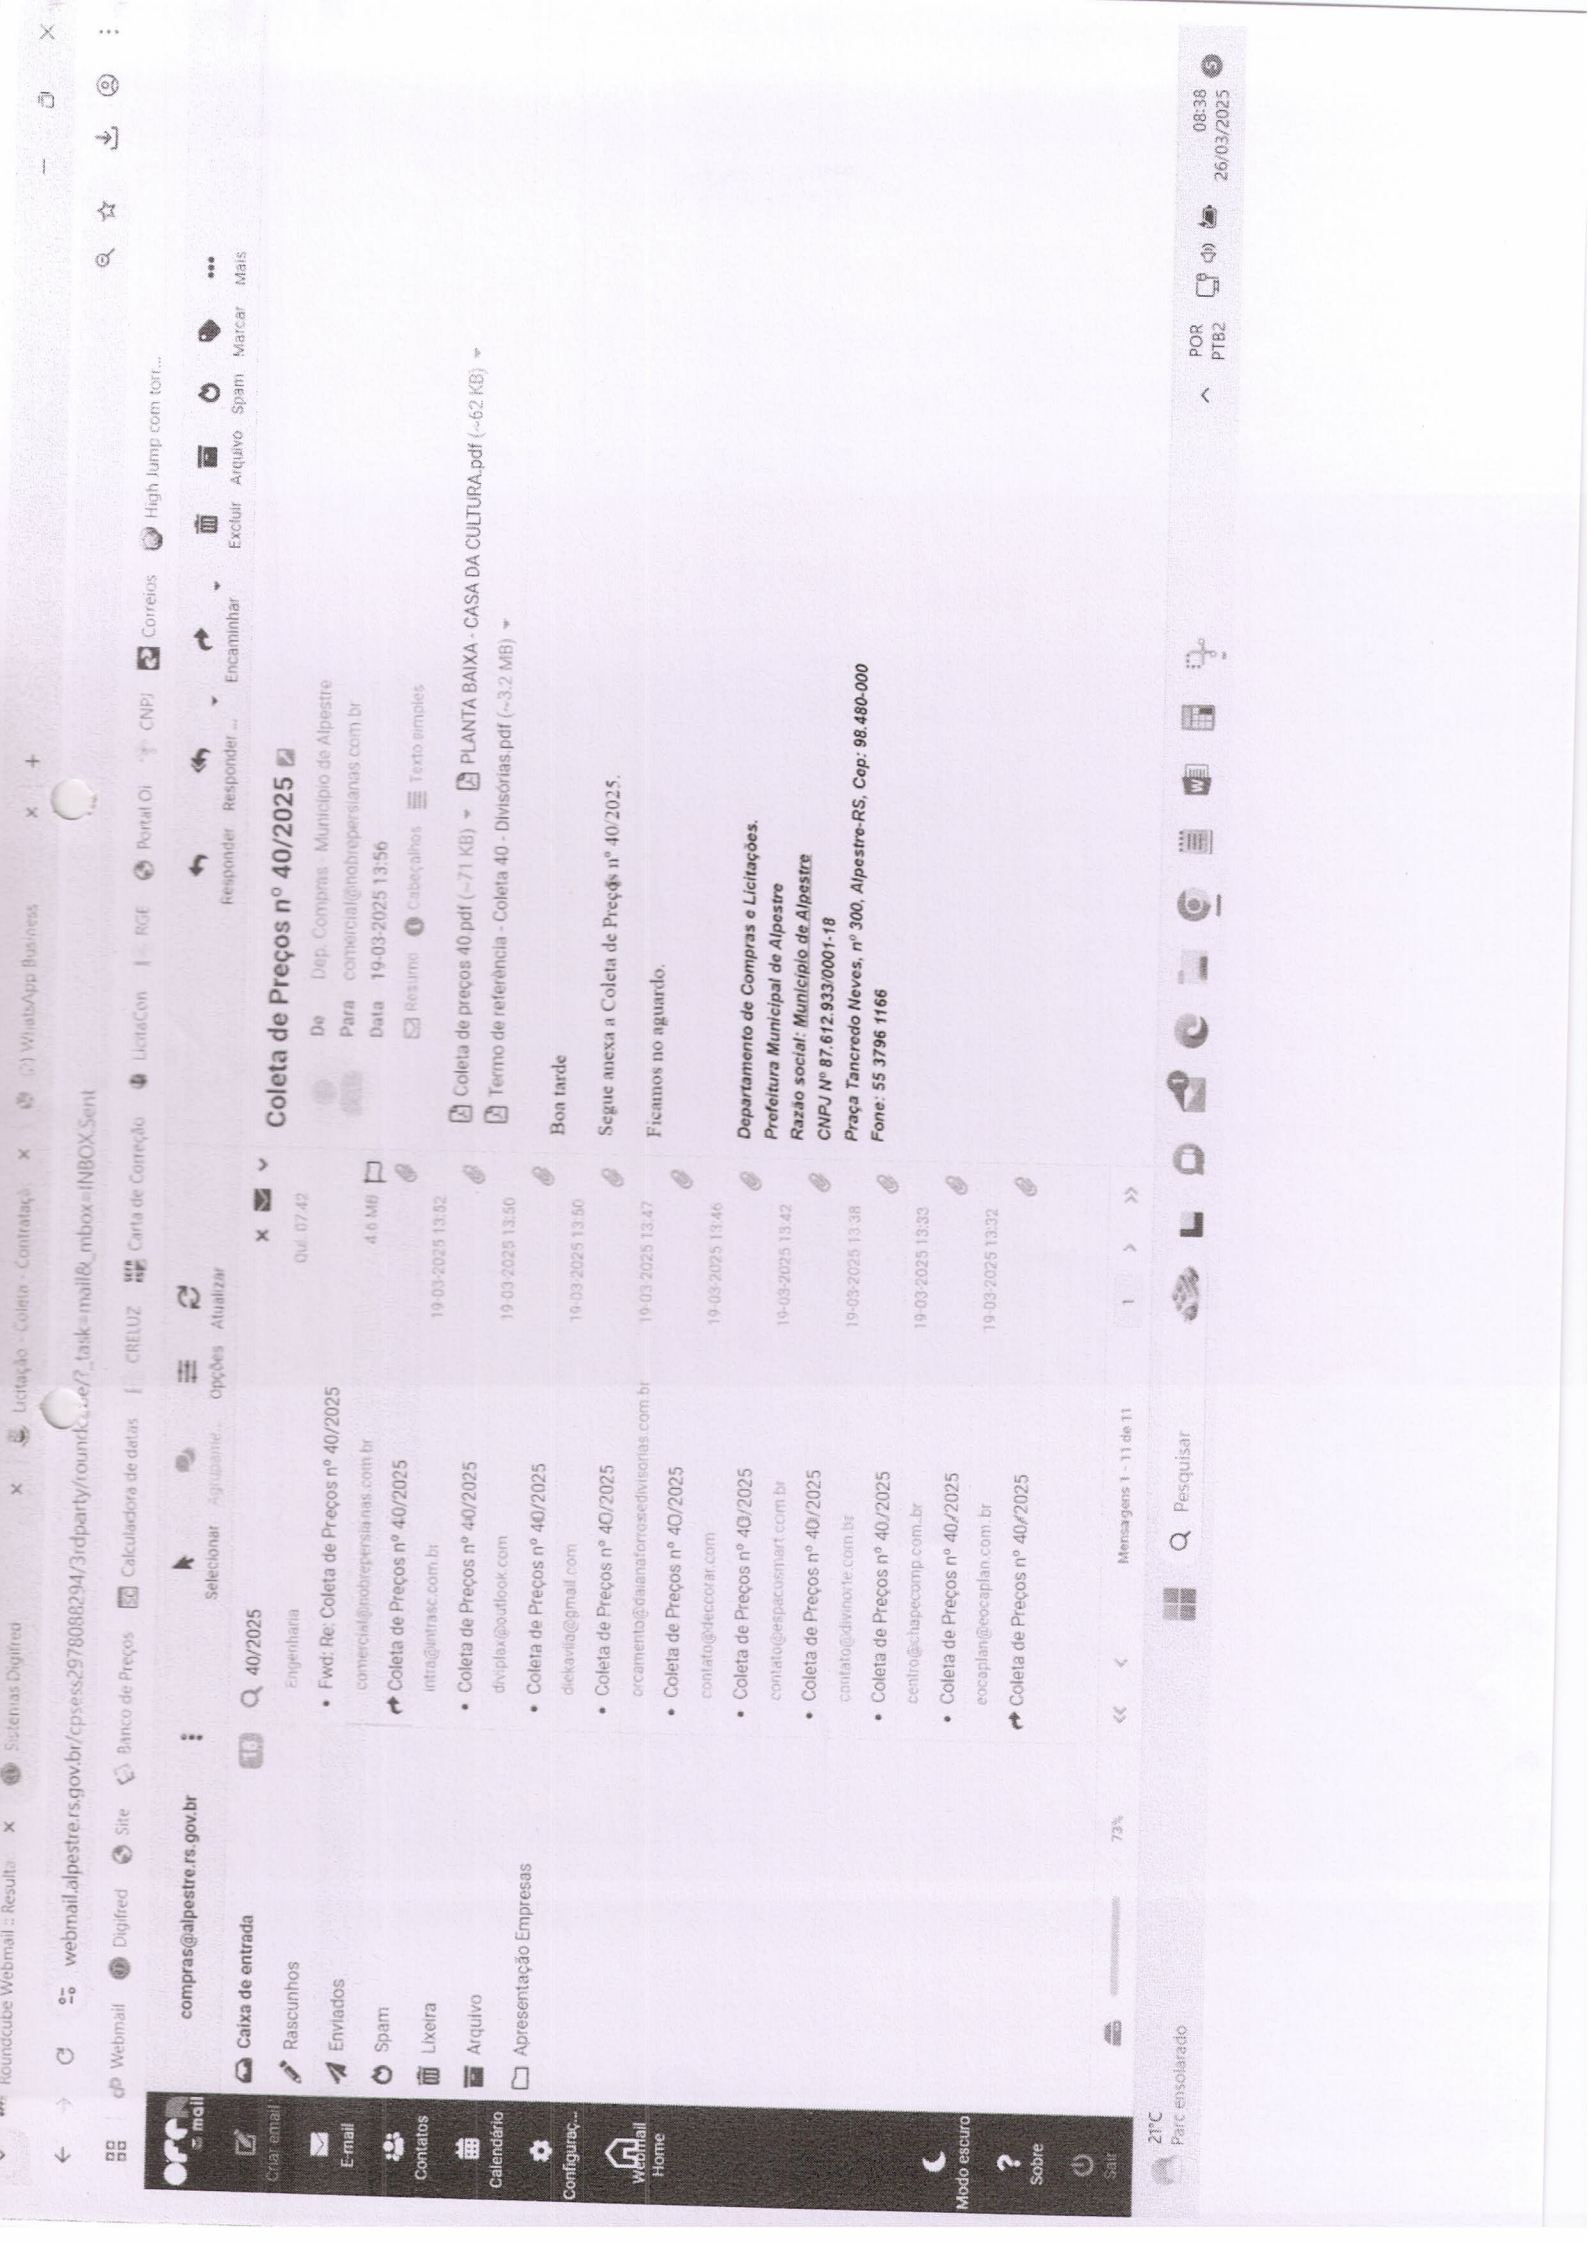 Roundcube Webmail :: Resulta
Sistemas Digifred
Licitação - Coleta - Contrataçã
(2) WhatsApp Business
webmail.alpestre.rs.gov.br/cpsess2978088294/3rdparty/roundcube/?_task=mail&_mbox=INBOX.Sent
Webmail
Digifred
Site
Banco de Preços
Calculadora de datas
CRELUZ
Carta de Correção
LicitaCon
RGE
Portal Oi
CNPJ
Correios
High Jump com torr...
mail
Criar email
E-mail
Contatos
Calendário
Configuraç...
Webmail
Home
Modo escuro
Sobre
Sair
compras@alpestre.rs.gov.br
Caixa de entrada
Rascunhos
Enviados
Spam
Lixeira
Arquivo
Apresentação Empresas
73%
Selecionar
Agrupame...
Opções
Atualizar
40/2025
Engenharia
Qui. 07:42
• Fwd: Re: Coleta de Preços nº 40/2025
4.6 MB
comercial@nobrepersianas.com.br
Coleta de Preços nº 40/2025
intra@intrasc.com.br
19-03-2025 13:52
• Coleta de Preços nº 40/2025
divplax@outlook.com
19-03-2025 13:50
• Coleta de Preços nº 40/2025
19-03-2025 13:50
• Coleta de Preços nº 40/2025
orcamento@daianaforrosedivisorias.com.br
19-03-2025 13:47
• Coleta de Preços nº 40/2025
contato@deccorar.com
19-03-2025 13:46
• Coleta de Preços nº 40/2025
contato@espacusmart.com.br
19-03-2025 13:42
• Coleta de Preços nº 40/2025
contato@divinorte.com.br
19-03-2025 13:38
• Coleta de Preços nº 40/2025
centro@chapecomp.com.br
19-03-2025 13:33
• Coleta de Preços nº 40/2025
eocaplan@eocaplan.com.br
19-03-2025 13:32
Coleta de Preços nº 40/2025
Mensagens 1 - 11 de 11
1
Responder
Responder ...
Encaminhar
Excluir
Arquivo
Spam
Marcar
Mais
Coleta de Preços nº 40/2025
De Dep. Compras - Município de Alpestre
Para comercial@nobrepersianas.com.br
Data 19-03-2025 13:56
Resumo Cabeçalhos Texto simples
Coleta de preços 40.pdf (~71 KB) PLANTA BAIXA - CASA DA CULTURA.pdf (~62 KB)
Termo de referência - Coleta 40 - Divisórias.pdf (~3.2 MB)
Boa tarde
Segue anexa a Coleta de Preços nº 40/2025.
Ficamos no aguardo.
Departamento de Compras e Licitações.
Prefeitura Municipal de Alpestre
Razão social: Município de Alpestre
CNPJ Nº 87.612.933/0001-18
Praça Tancredo Neves, nº 300, Alpestre-RS, Cep: 98.480-000
Fone: 55 3796 1166
21°C
Parc ensolarado
Pesquisar
POR
PTB2
08:38
26/03/2025